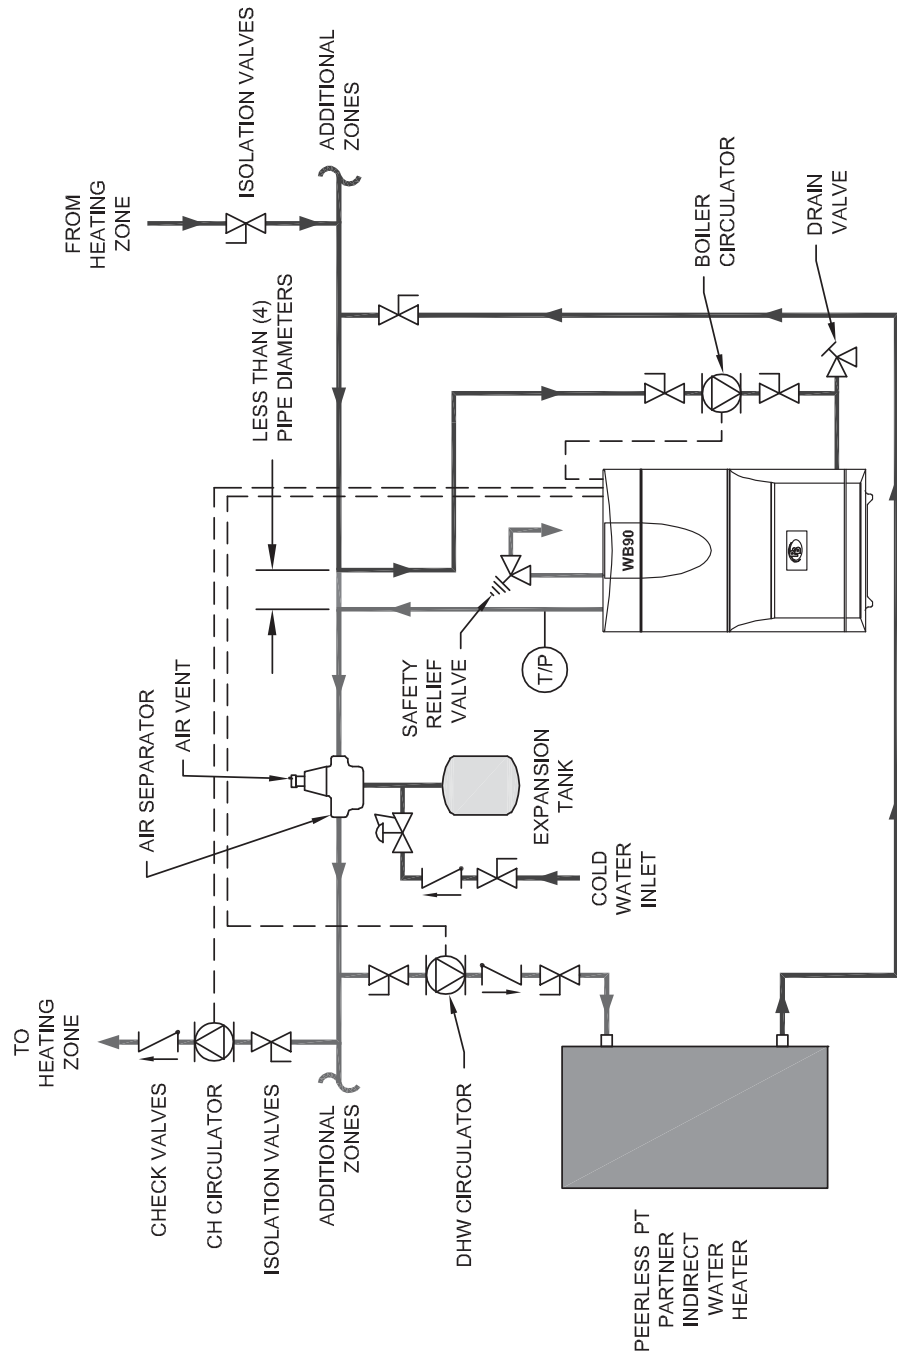 FROM
HEATING
ZONE
ISOLATION VALVES
ADDITIONAL
ZONES
LESS THAN (4)
PIPE DIAMETERS
BOILER
CIRCULATOR
DRAIN
VALVE
AIR SEPARATOR
AIR VENT
SAFETY
RELIEF
VALVE
T/P
WB90
EXPANSION
TANK
COLD
WATER
INLET
TO
HEATING
ZONE
CHECK VALVES
CH CIRCULATOR
ISOLATION VALVES
ADDITIONAL
ZONES
DHW CIRCULATOR
PEERLESS PT
PARTNER
INDIRECT
WATER
HEATER